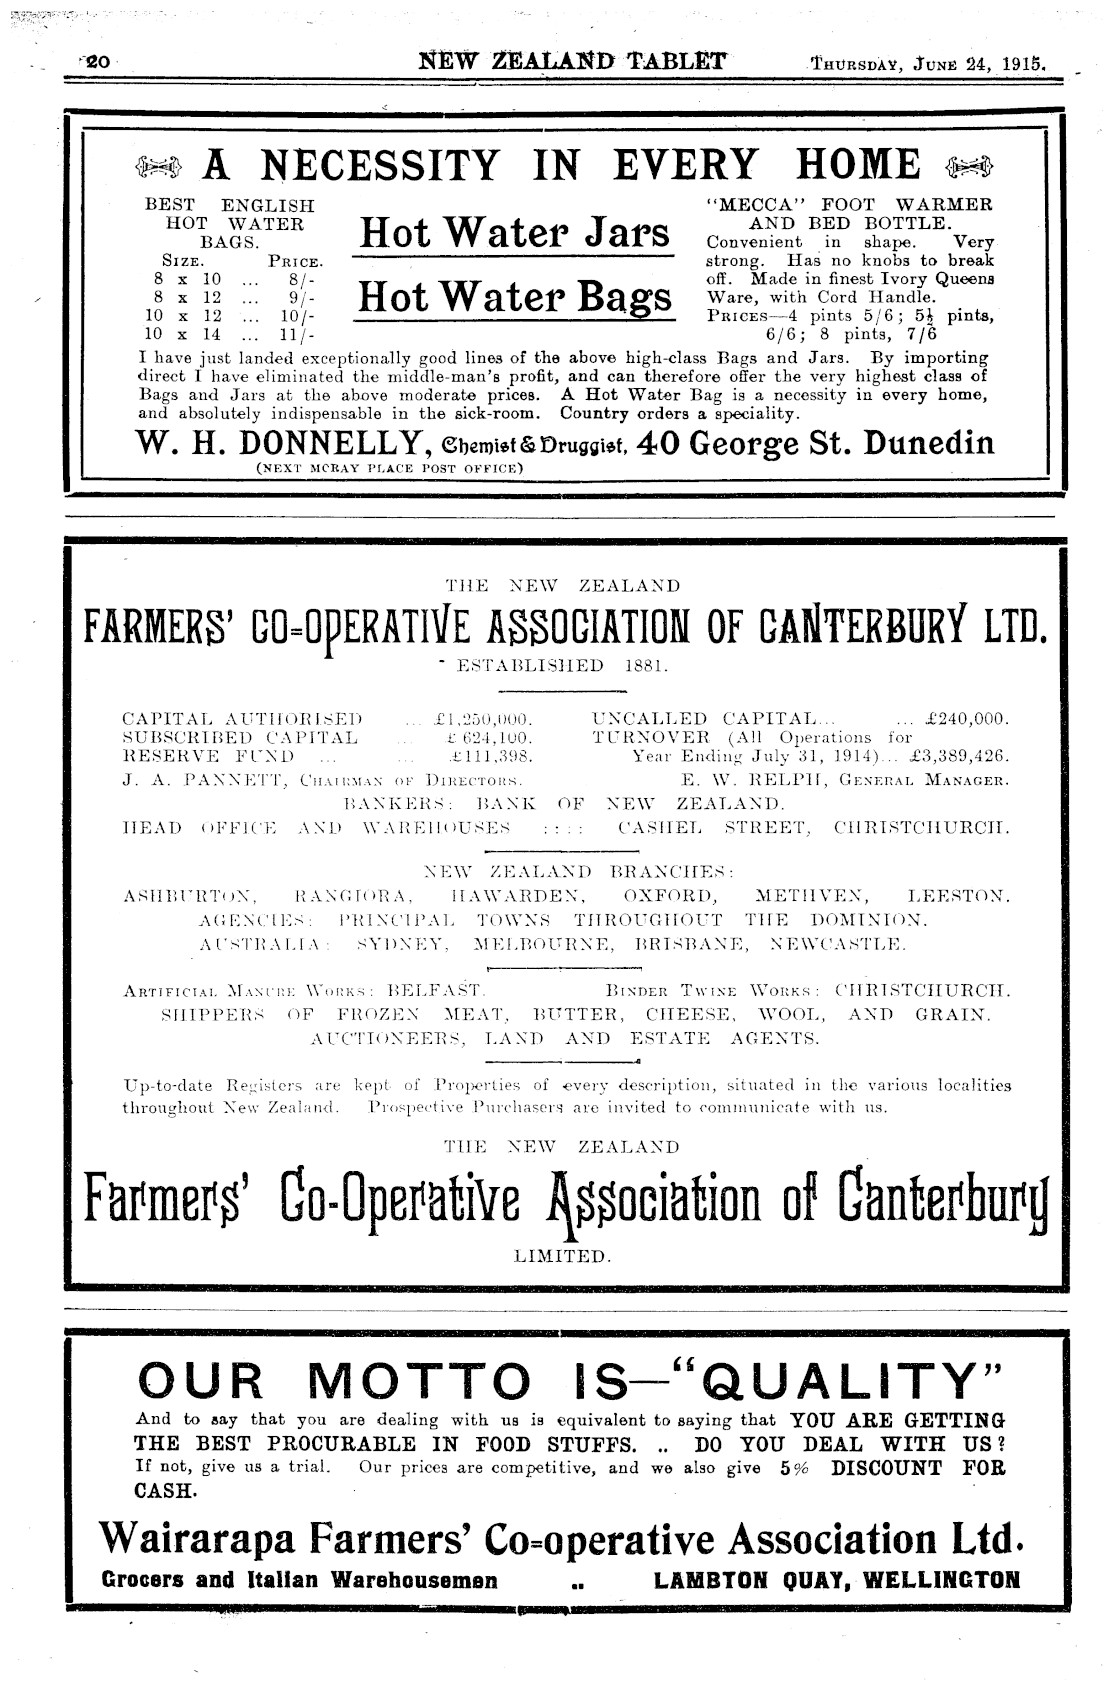 20 NEW ZEALAND TABLET THURSDAY, JUNE 24, 1915.
A NECESSITY IN EVERY HOME
BEST ENGLISH
HOT WATER
BAGS.
SIZE. PRICE.
8 x 10 ... 8/-
8 x 12 ... 9/-
10 x 12 ... 10/-
10 x 14 ... 11/-
Hot Water Jars
Hot Water Bags
"MECCA" FOOT WARMER
AND BED BOTTLE.
Convenient in shape. Very
strong. Has no knobs to break
off. Made in finest Ivory Queens
Ware, with Cord Handle.
PRICES—4 pints 5/6; 5½ pints,
6/6; 8 pints, 7/6
I have just landed exceptionally good lines of the above high-class Bags and Jars. By importing
direct I have eliminated the middle-man's profit, and can therefore offer the very highest class of
Bags and Jars at the above moderate prices. A Hot Water Bag is a necessity in every home,
and absolutely indispensable in the sick-room. Country orders a speciality.
W. H. DONNELLY, Chemist & Druggist, 40 George St. Dunedin
(NEXT MCRAY PLACE POST OFFICE)
THE NEW ZEALAND
FARMERS' CO=OPERATIVE ASSOCIATION OF CANTERBURY LTD.
ESTABLISHED 1881.
CAPITAL AUTHORISED ... £1,250,000. UNCALLED CAPITAL... ... £240,000.
SUBSCRIBED CAPITAL ... £624,100. TURNOVER (All Operations for
RESERVE FUND ... ... £111,398. Year Ending July 31, 1914)... £3,389,426.
J. A. PANNETT, CHAIRMAN OF DIRECTORS. E. W. RELPH, GENERAL MANAGER.
BANKERS: BANK OF NEW ZEALAND.
HEAD OFFICE AND WAREHOUSES :::: CASHEL STREET, CHRISTCHURCH.
NEW ZEALAND BRANCHES:
ASHBURTON, RANGIORA, HAWARDEN, OXFORD, METHVEN, LEESTON.
AGENCIES: PRINCIPAL TOWNS THROUGHOUT THE DOMINION.
AUSTRALIA: SYDNEY, MELBOURNE, BRISBANE, NEWCASTLE.
ARTIFICIAL MANURE WORKS: BELFAST. BINDER TWINE WORKS: CHRISTCHURCH.
SHIPPERS OF FROZEN MEAT, BUTTER, CHEESE, WOOL, AND GRAIN.
AUCTIONEERS, LAND AND ESTATE AGENTS.
Up-to-date Registers are kept of Properties of every description, situated in the various localities
throughout New Zealand. Prospective Purchasers are invited to communicate with us.
THE NEW ZEALAND
Farmers' Co-Operative Association of Canterbury
LIMITED.
OUR MOTTO IS—"QUALITY"
And to say that you are dealing with us is equivalent to saying that YOU ARE GETTING
THE BEST PROCURABLE IN FOOD STUFFS. .. DO YOU DEAL WITH US?
If not, give us a trial. Our prices are competitive, and we also give 5% DISCOUNT FOR
CASH.
Wairarapa Farmers' Co=operative Association Ltd.
Grocers and Italian Warehousemen .. LAMBTON QUAY, WELLINGTON